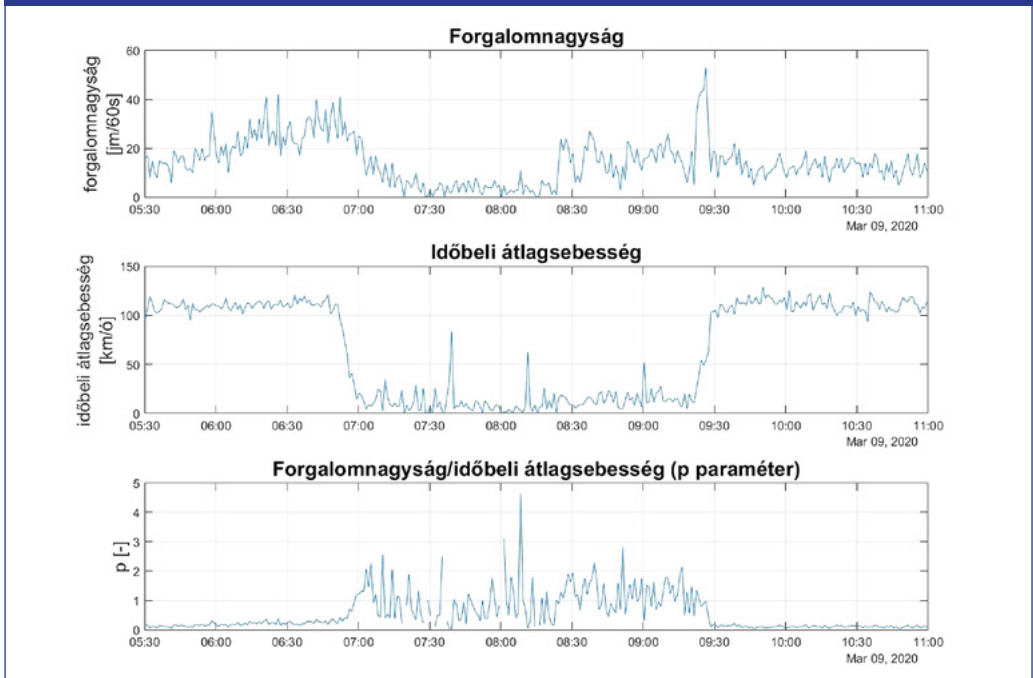 Forgalomnagyság
forgalomnagyság
[jm/60s]
60
40
20
0
05:30 06:00 06:30 07:00 07:30 08:00 08:30 09:00 09:30 10:00 10:30 11:00
Mar 09, 2020
Időbeli átlagsebesség
időbeli átlagsebesség
[km/ó]
150
100
50
0
05:30 06:00 06:30 07:00 07:30 08:00 08:30 09:00 09:30 10:00 10:30 11:00
Mar 09, 2020
Forgalomnagyság/időbeli átlagsebesség (p paraméter)
p [-]
5
4
3
2
1
0
05:30 06:00 06:30 07:00 07:30 08:00 08:30 09:00 09:30 10:00 10:30 11:00
Mar 09, 2020